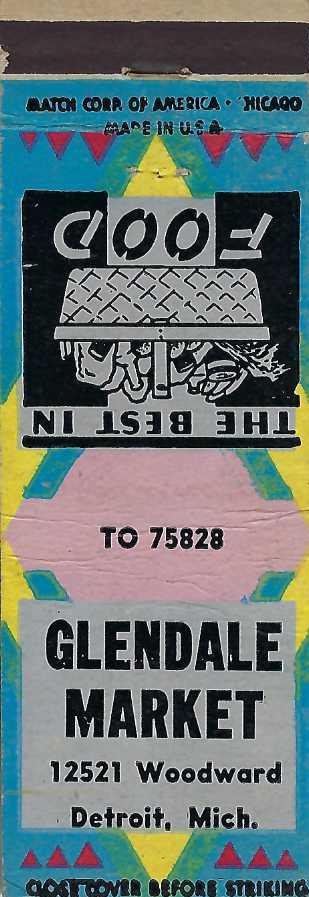 MATCH CORP. OF AMERICA · CHICAGO
MADE IN U.S.A.
THE BEST IN
FOOD
TO 75828
GLENDALE
MARKET
12521 Woodward
Detroit, Mich.
CLOSE COVER BEFORE STRIKING